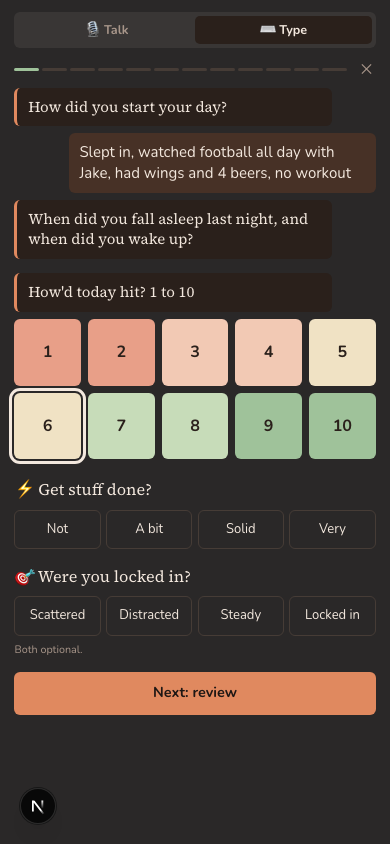 🎙️ Talk
⌨️ Type
How did you start your day?
Slept in, watched football all day with
Jake, had wings and 4 beers, no workout
When did you fall asleep last night, and
when did you wake up?
How'd today hit? 1 to 10
1 2 3 4 5
6 7 8 9 10
⚡ Get stuff done?
Not A bit Solid Very
🎯 Were you locked in?
Scattered Distracted Steady Locked in
Both optional.
Next: review
N